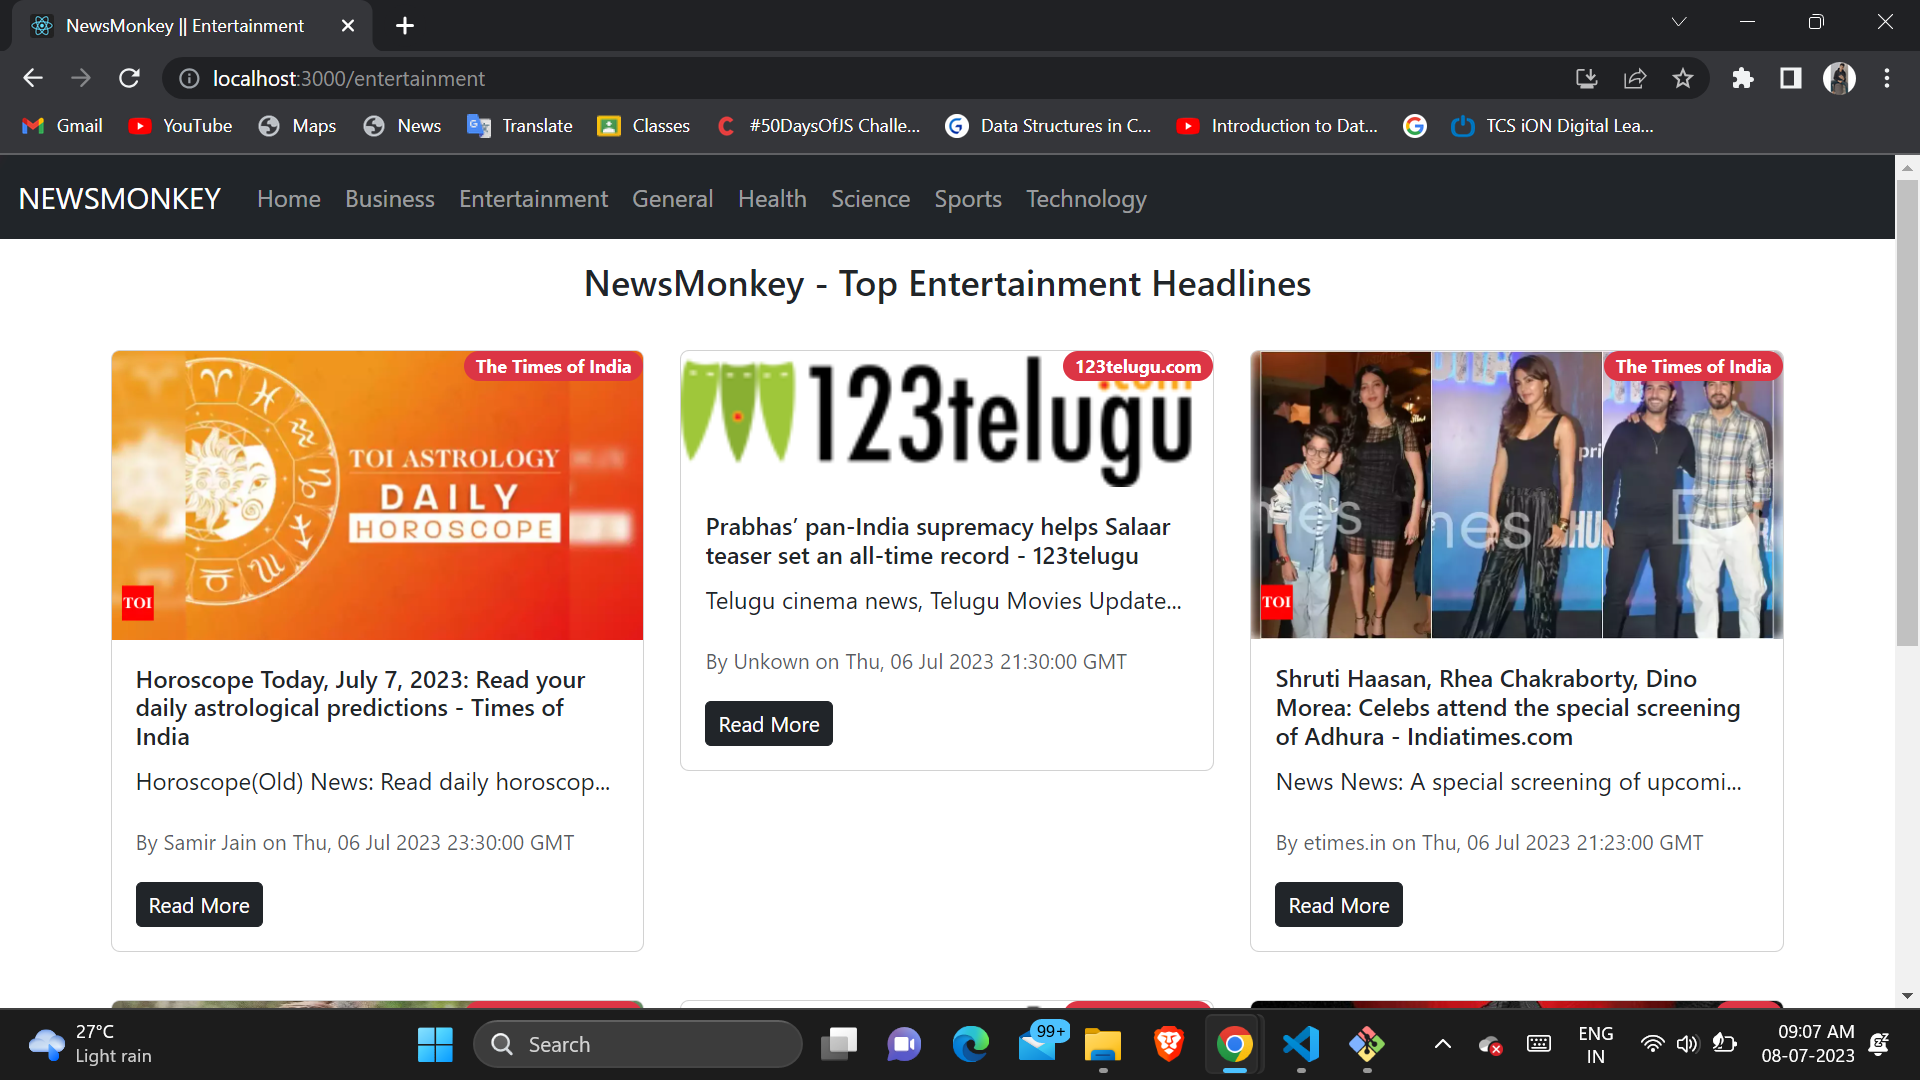 NewsMonkey || Entertainment
localhost:3000/entertainment
Gmail YouTube Maps News Translate Classes #50DaysOfJS Challe... Data Structures in C... Introduction to Dat... TCS iON Digital Lea...
NEWSMONKEY Home Business Entertainment General Health Science Sports Technology
NewsMonkey - Top Entertainment Headlines
The Times of India
TOI ASTROLOGY
DAILY
HOROSCOPE
TOI
Horoscope Today, July 7, 2023: Read your
daily astrological predictions - Times of
India
Horoscope(Old) News: Read daily horoscop...
By Samir Jain on Thu, 06 Jul 2023 23:30:00 GMT
Read More
123telugu.com
123telugu
.com
Prabhas’ pan-India supremacy helps Salaar
teaser set an all-time record - 123telugu
Telugu cinema news, Telugu Movies Update...
By Unkown on Thu, 06 Jul 2023 21:30:00 GMT
Read More
The Times of India
TOI
Shruti Haasan, Rhea Chakraborty, Dino
Morea: Celebs attend the special screening
of Adhura - Indiatimes.com
News News: A special screening of upcomi...
By etimes.in on Thu, 06 Jul 2023 21:23:00 GMT
Read More
27°C
Light rain
Search
99+
ENG
IN
09:07 AM
08-07-2023